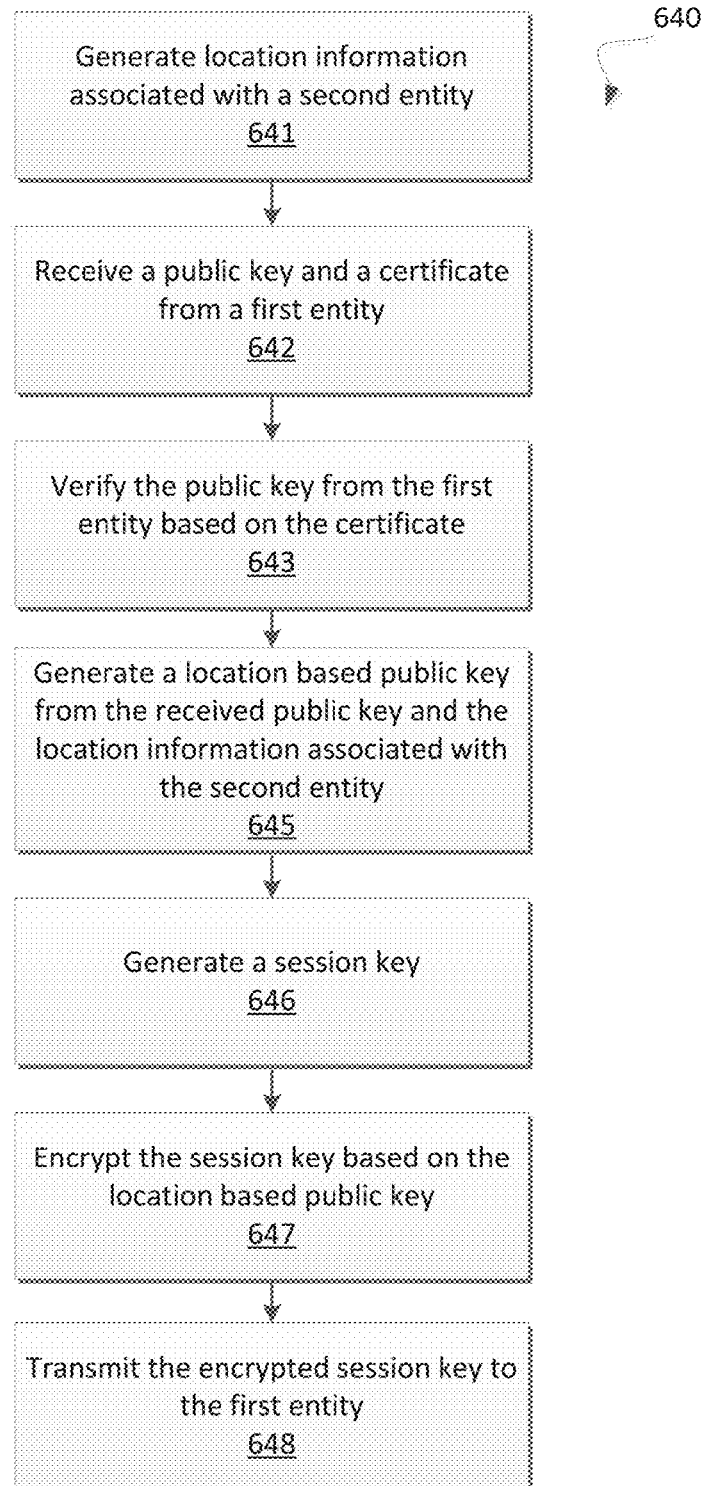 640
Generate location information
associated with a second entity
641
Receive a public key and a certificate
from a first entity
642
Verify the public key from the first
entity based on the certificate
643
Generate a location based public key
from the received public key and the
location information associated with
the second entity
645
Generate a session key
646
Encrypt the session key based on the
location based public key
647
Transmit the encrypted session key to
the first entity
648